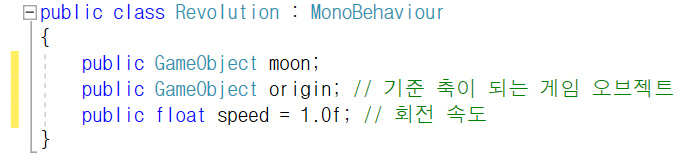 public class Revolution : MonoBehaviour
{
public GameObject moon;
public GameObject origin; // 기준 축이 되는 게임 오브젝트
public float speed = 1.0f; // 회전 속도
}